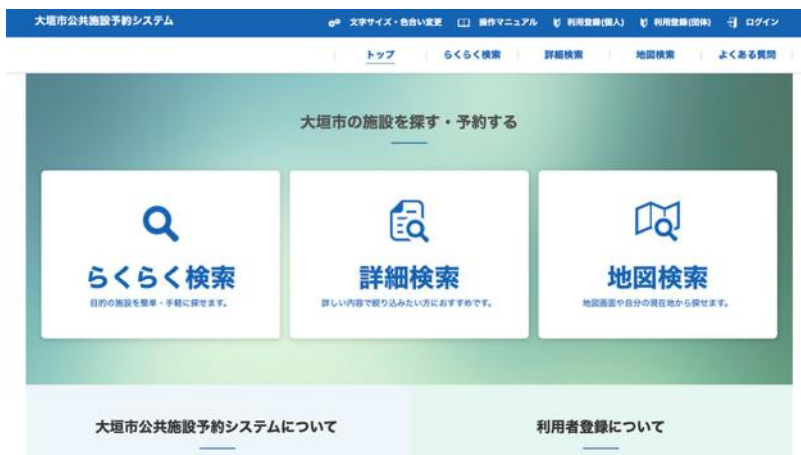 大垣市公共施設予約システム
文字サイズ・色合い変更 操作マニュアル 利用登録(個人) 利用登録(団体) ログイン
トップ らくらく検索 詳細検索 地図検索 よくある質問
大垣市の施設を探す・予約する
らくらく検索 詳細検索 地図検索
目的の施設を簡単・手軽に探せます。 詳しい内容で絞り込みたい方におすすめです。 地図画面や自分の現在地から探せます。
大垣市公共施設予約システムについて 利用者登録について